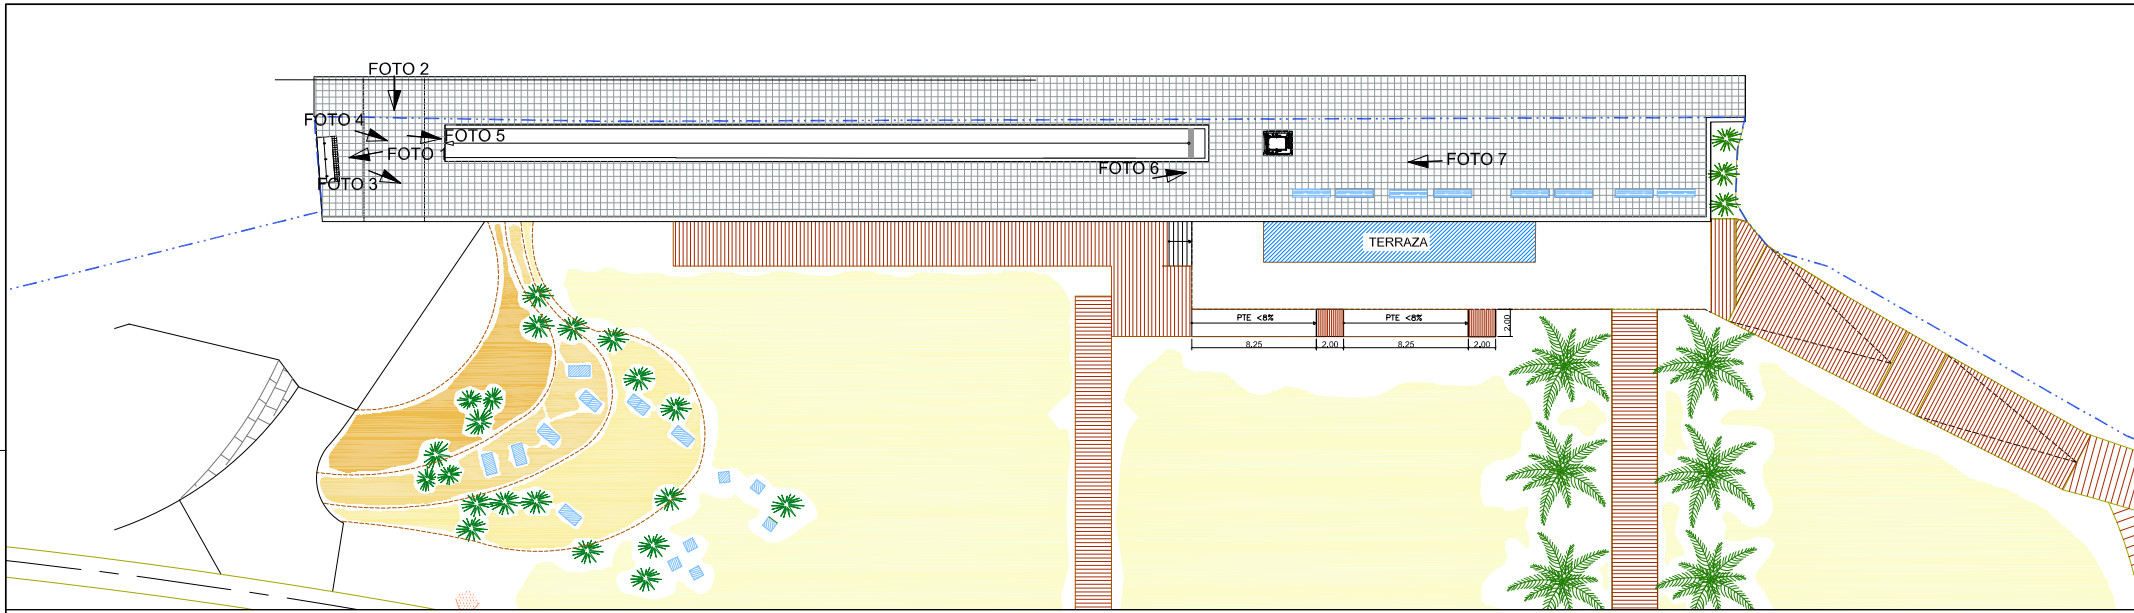 FOTO 2
FOTO 4
FOTO 5
FOTO 1
FOTO 3
FOTO 6
FOTO 7
TERRAZA
PTE <8%
PTE <8%
2.00
8.25
2.00
8.25
2.00